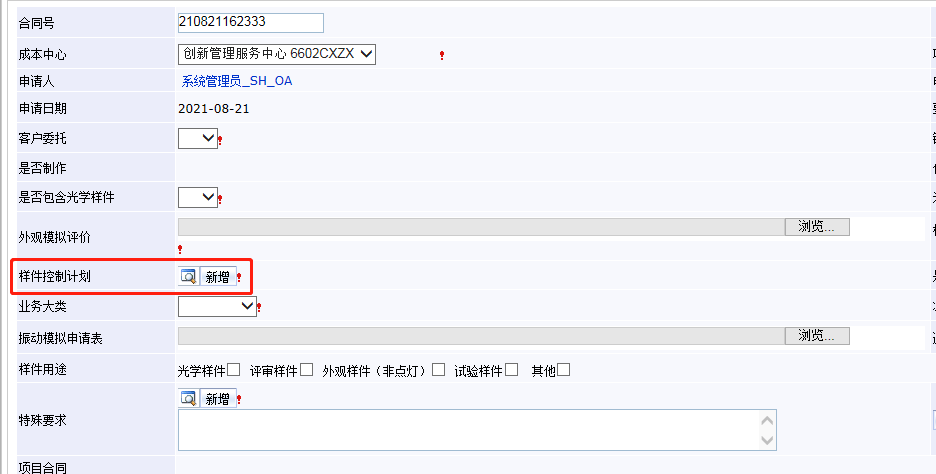 合同号 210821162333
成本中心 创新管理服务中心 6602CXZX
申请人 系统管理员_SH_OA
申请日期 2021-08-21
客户委托
是否制作
是否包含光学样件
外观模拟评价 浏览...
样件控制计划 新增
业务大类
振动模拟申请表 浏览...
样件用途 光学样件 评审样件 外观样件（非点灯） 试验样件 其他
新增
特殊要求
项目合同